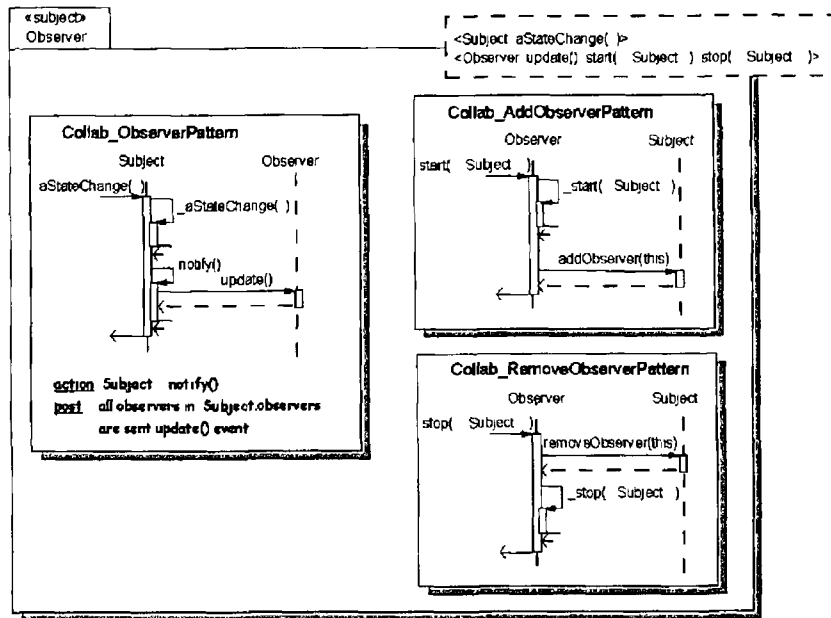 «subject»
Observer
<Subject aStateChange( )>
<Observer update() start( Subject ) stop( Subject )>
Collab_ObserverPattern
Subject
Observer
aStateChange( )
_aStateChange( )
notify()
update()
action Subject notify()
post all observers in Subject.observers
are sent update() event
Collab_AddObserverPattern
Observer
Subject
start( Subject )
_start( Subject )
addObserver(this)
Collab_RemoveObserverPattern
Observer
Subject
stop( Subject )
removeObserver(this)
_stop( Subject )